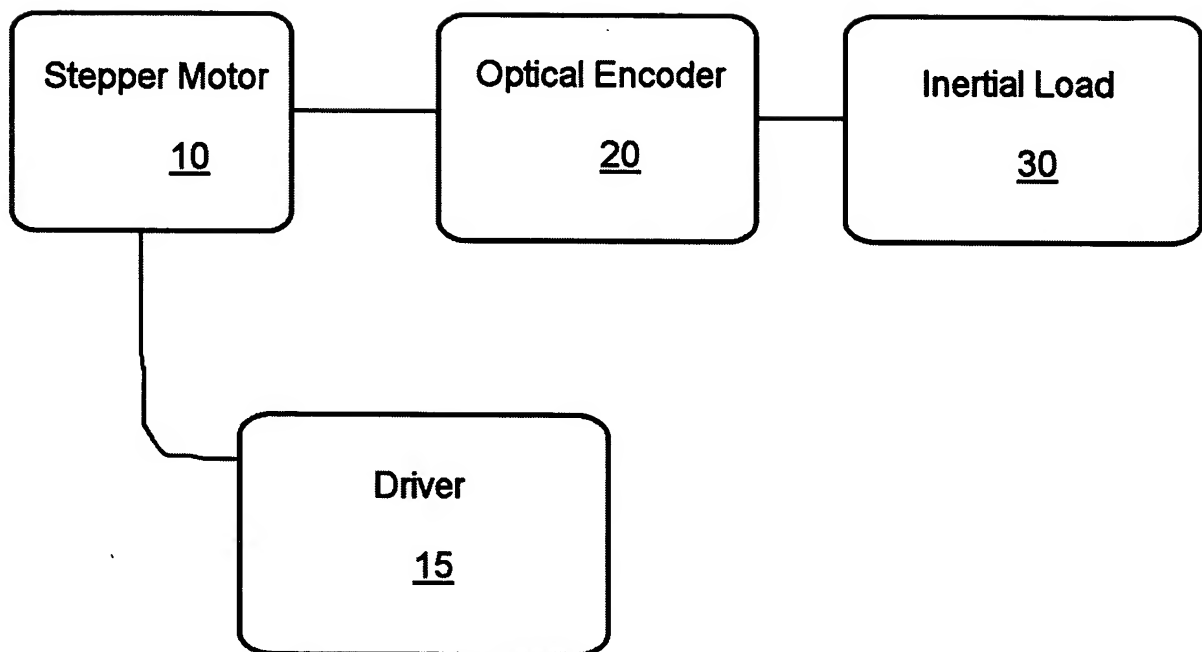 Stepper Motor
10
Optical Encoder
20
Inertial Load
30
Driver
15